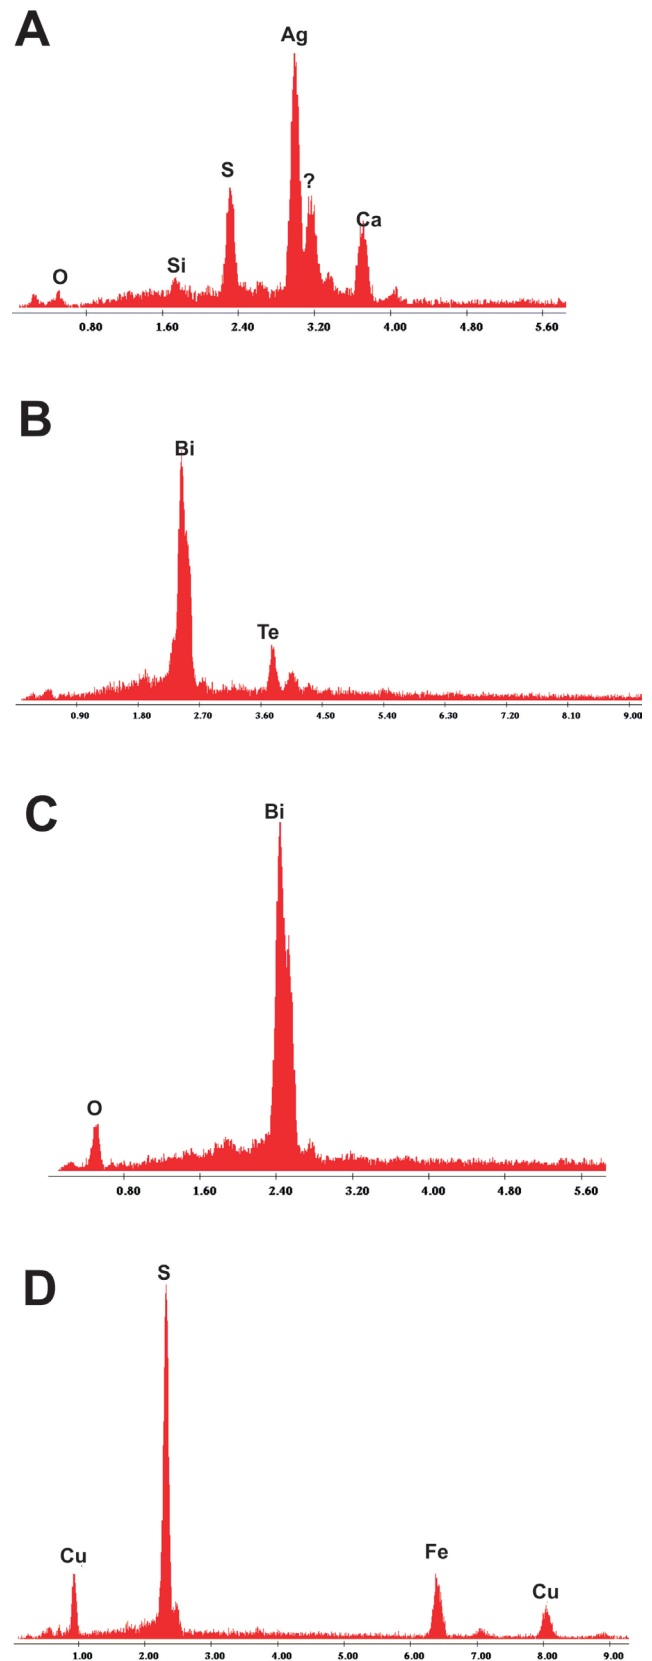 A
Ag
S
?
Ca
Si
O
0.80 1.60 2.40 3.20 4.00 4.80 5.60
B
Bi
Te
0.90 1.80 2.70 3.60 4.50 5.40 6.30 7.20 8.10 9.00
C
Bi
O
0.80 1.60 2.40 3.20 4.00 4.80 5.60
D
S
Cu
Fe
Cu
1.00 2.00 3.00 4.00 5.00 6.00 7.00 8.00 9.00